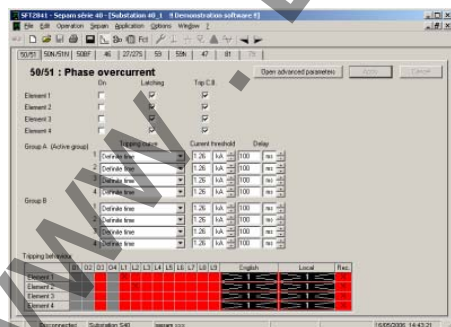 SFT2841 - Sepam série 40 - [Substation 40_1 Demonstration software]
File Edit Operation Sepam Application Options Window ?
50/51 50N/51N 50BF 46 27/27S 59 59N 47 81
50/51 : Phase overcurrent
Open advanced parameters Apply Cancel
On Latching Trip C.B.
Element 1
Element 2
Element 3
Element 4
Group A (Active group) Tripping curve Current threshold Delay
1 Definite time 1.26 kA 100 ms
2 Definite time 1.26 kA 100 ms
3 Definite time 1.26 kA 100 ms
4 Definite time 1.26 kA 100 ms
Group B
1 Definite time 1.26 kA 100 ms
2 Definite time 1.26 kA 100 ms
3 Definite time 1.26 kA 100 ms
4 Definite time 1.26 kA 100 ms
Tripping behaviour
O1 O2 O3 O4 L1 L2 L3 L4 L5 L6 L7 L8 L9 English Local Rec.
Element 1
Element 2
Element 3
Element 4
Disconnected Substation S40 16/05/2006 14:43:21
WWW.